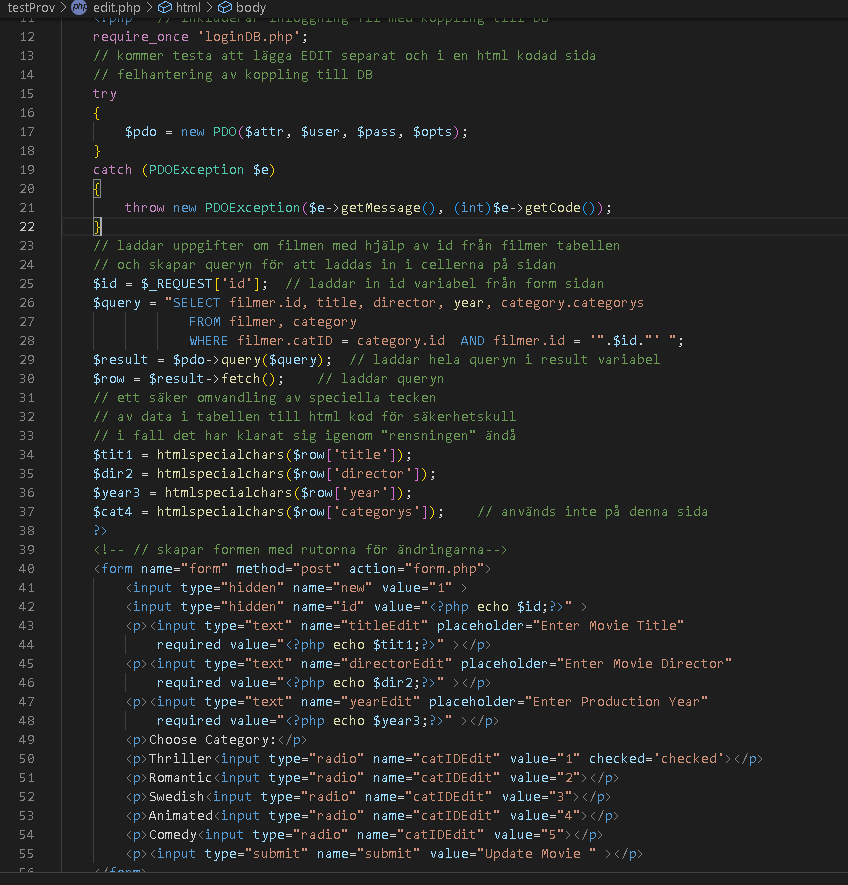 testProv > php edit.php > html > body
11 <?php // inkluderar inloggning fil med koppling till DB
12 require_once 'loginDB.php';
13 // kommer testa att lägga EDIT separat och i en html kodad sida
14 // felhantering av koppling till DB
15 try
16 {
17 $pdo = new PDO($attr, $user, $pass, $opts);
18 }
19 catch (PDOException $e)
20 {
21 throw new PDOException($e->getMessage(), (int)$e->getCode());
22 }
23 // laddar uppgifter om filmen med hjälp av id från filmer tabellen
24 // och skapar queryn för att laddas in i cellerna på sidan
25 $id = $_REQUEST['id']; // laddar in id variabel från form sidan
26 $query = "SELECT filmer.id, title, director, year, category.categorys
27 FROM filmer, category
28 WHERE filmer.catID = category.id AND filmer.id = '".$id."' ";
29 $result = $pdo->query($query); // laddar hela queryn i result variabel
30 $row = $result->fetch(); // laddar queryn
31 // ett säker omvandling av speciella tecken
32 // av data i tabellen till html kod för säkerhetskull
33 // i fall det har klarat sig igenom "rensningen" ändå
34 $tit1 = htmlspecialchars($row['title']);
35 $dir2 = htmlspecialchars($row['director']);
36 $year3 = htmlspecialchars($row['year']);
37 $cat4 = htmlspecialchars($row['categorys']); // används inte på denna sida
38 ?>
39 <!-- // skapar formen med rutorna för ändringarna-->
40 <form name="form" method="post" action="form.php">
41 <input type="hidden" name="new" value="1" >
42 <input type="hidden" name="id" value="<?php echo $id;?>" >
43 <p><input type="text" name="titleEdit" placeholder="Enter Movie Title"
44 required value="<?php echo $tit1;?>" ></p>
45 <p><input type="text" name="directorEdit" placeholder="Enter Movie Director"
46 required value="<?php echo $dir2;?>" ></p>
47 <p><input type="text" name="yearEdit" placeholder="Enter Production Year"
48 required value="<?php echo $year3;?>" ></p>
49 <p>Choose Category:</p>
50 <p>Thriller<input type="radio" name="catIDEdit" value="1" checked='checked'></p>
51 <p>Romantic<input type="radio" name="catIDEdit" value="2"></p>
52 <p>Swedish<input type="radio" name="catIDEdit" value="3"></p>
53 <p>Animated<input type="radio" name="catIDEdit" value="4"></p>
54 <p>Comedy<input type="radio" name="catIDEdit" value="5"></p>
55 <p><input type="submit" name="submit" value="Update Movie " ></p>
56 </form>